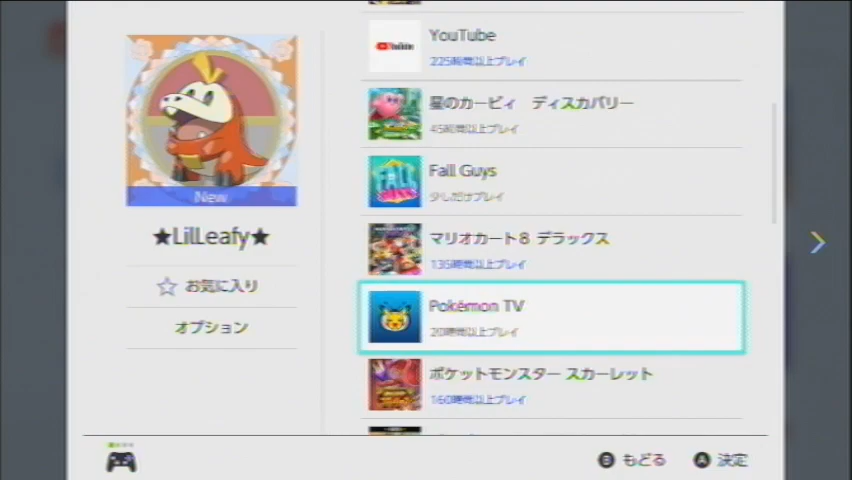 New
★LilLeafy★
お気に入り
オプション
YouTube
YouTube
225時間以上プレイ
星のカービィ ディスカバリー
45時間以上プレイ
Fall Guys
少しだけプレイ
マリオカート8 デラックス
135時間以上プレイ
Pokémon TV
20時間以上プレイ
ポケットモンスター スカーレット
160時間以上プレイ
B もどる
A 決定